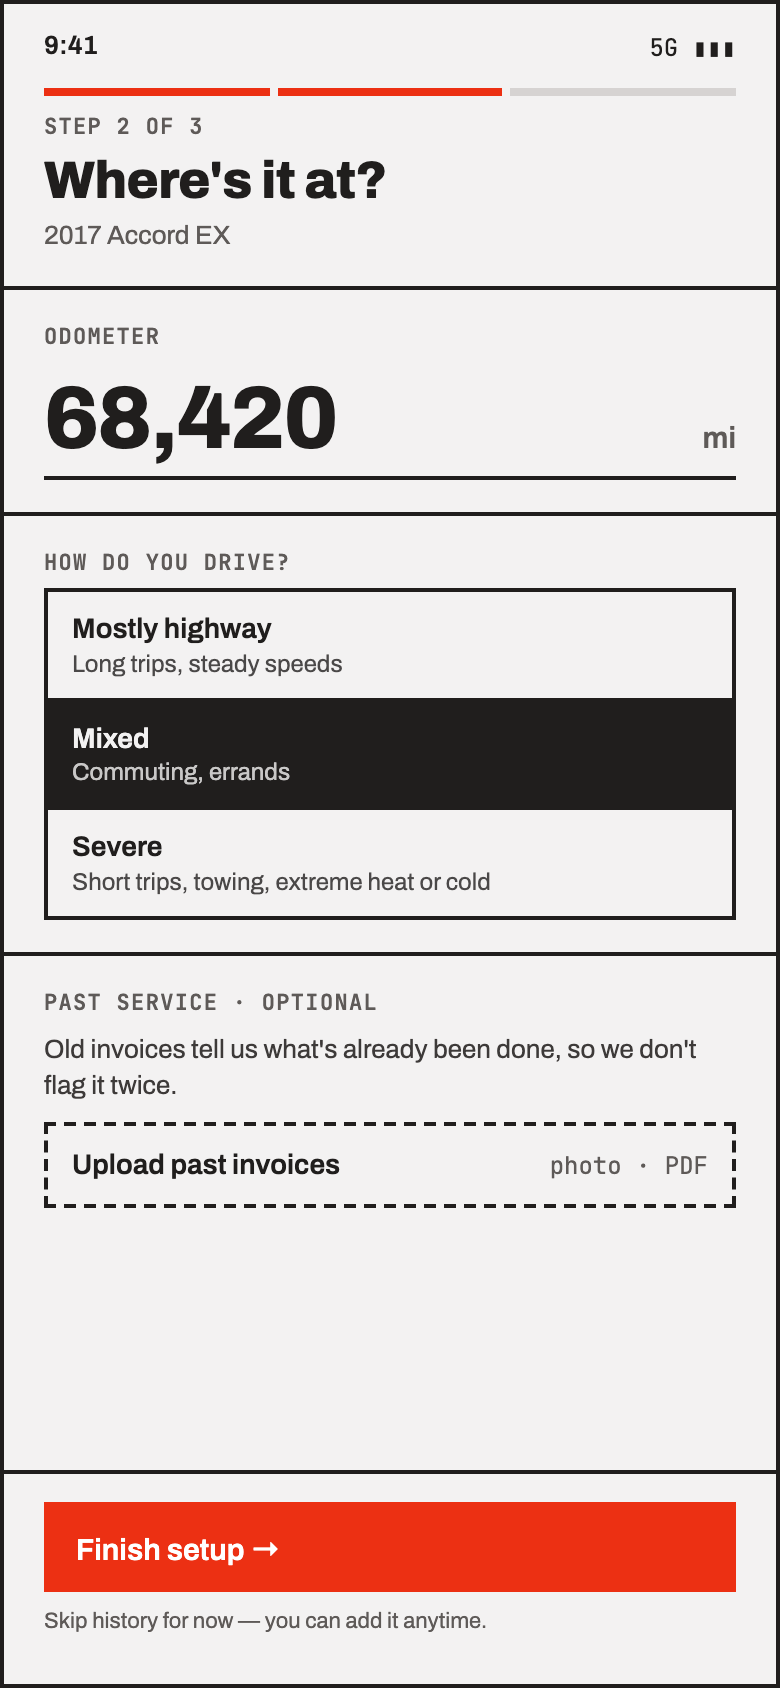 9:41
5G
STEP 2 OF 3
Where's it at?
2017 Accord EX
ODOMETER
68,420
mi
HOW DO YOU DRIVE?
Mostly highway
Long trips, steady speeds
Mixed
Commuting, errands
Severe
Short trips, towing, extreme heat or cold
PAST SERVICE · OPTIONAL
Old invoices tell us what's already been done, so we don't
flag it twice.
Upload past invoices
photo · PDF
Finish setup →
Skip history for now — you can add it anytime.